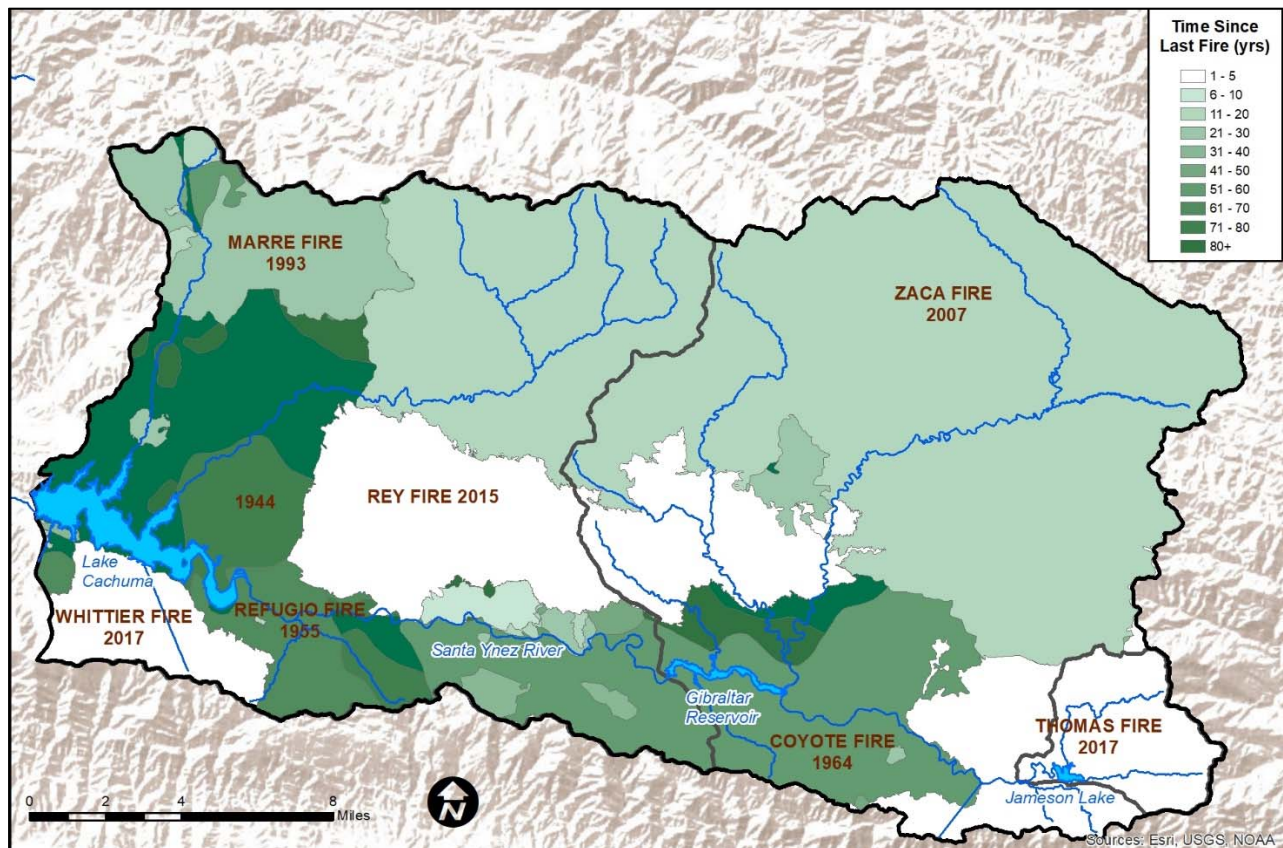 Time Since
Last Fire (yrs)
1 - 5
6 - 10
11 - 20
21 - 30
31 - 40
41 - 50
51 - 60
61 - 70
71 - 80
80+
MARRE FIRE
1993
ZACA FIRE
2007
1944
REY FIRE 2015
Lake
Cachuma
WHITTIER FIRE
2017
REFUGIO FIRE
1955
Santa Ynez River
Gibraltar
Reservoir
COYOTE FIRE
1964
THOMAS FIRE
2017
Jameson Lake
0 2 4 8
Miles
N
Sources: Esri, USGS, NOAA